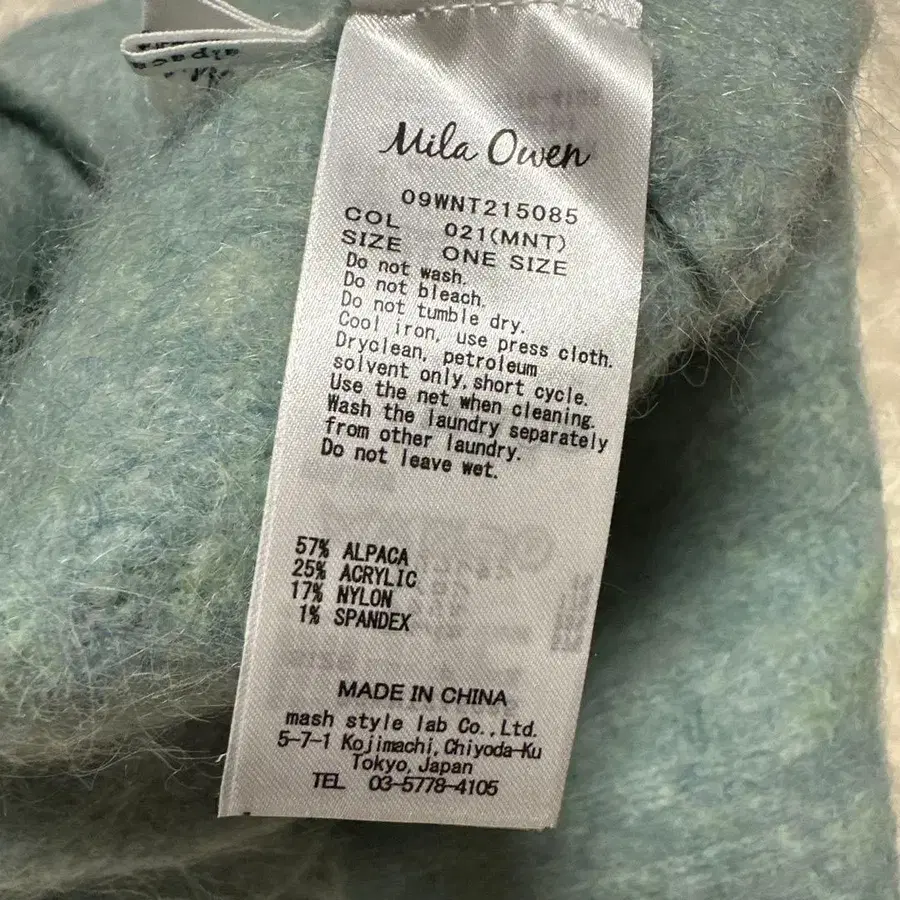 Mila Owen
09WNT215085
COL 021(MNT)
SIZE ONE SIZE
Do not wash.
Do not bleach.
Do not tumble dry.
Cool iron, use press cloth.
Dryclean, petroleum
solvent only, short cycle.
Use the net when cleaning.
Wash the laundry separately
from other laundry.
Do not leave wet.
57% ALPACA
25% ACRYLIC
17% NYLON
1% SPANDEX
MADE IN CHINA
mash style lab Co., Ltd.
5-7-1 Kojimachi, Chiyoda-Ku
Tokyo, Japan
TEL 03-5778-4105